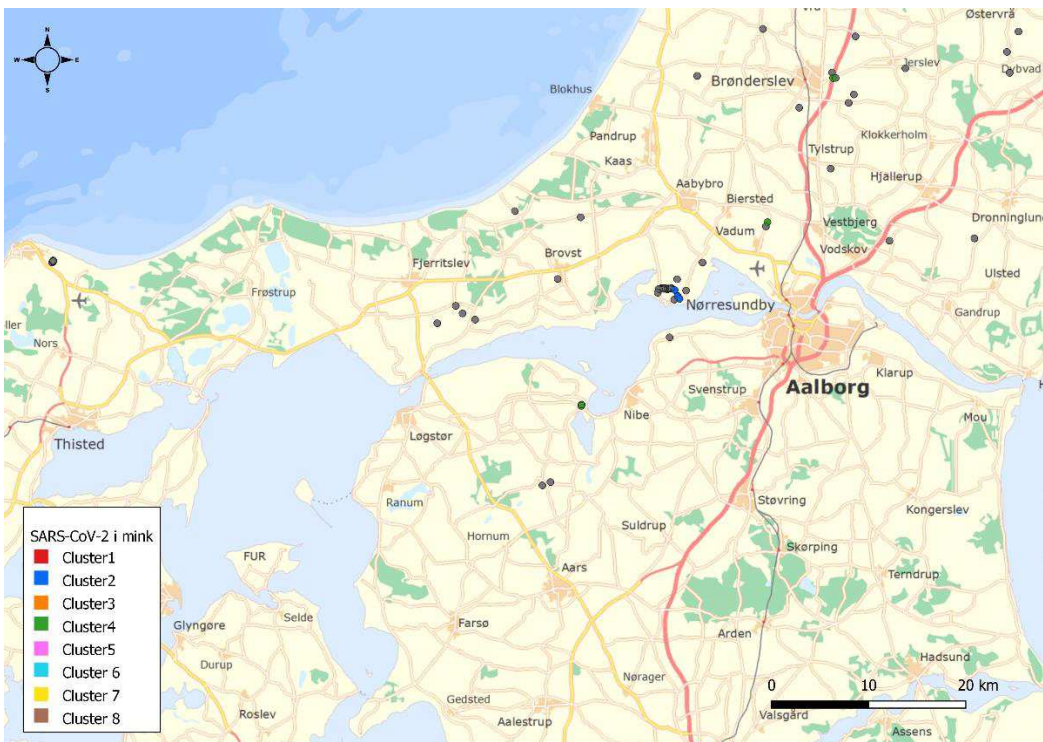 N
W E
S
Vrå
Østervrå
Brønderslev
Jerslev
Dybvad
Blokhus
Pandrup
Kaas
Klokkerholm
Tylstrup
Hjallerup
Aabybro
Biersted
Vadum
Vestbjerg
Vodskov
Dronninglund
Fjerritslev
Brovst
Ulsted
Frøstrup
Nørresundby
Gandrup
Nors
Klarup
Aalborg
Svenstrup
Nibe
Mou
Thisted
Løgstør
Ranum
Støvring
Kongerslev
Suldrup
Hornum
Skørping
SARS-CoV-2 i mink
Cluster1
Cluster2
Cluster3
Cluster4
Cluster5
Cluster 6
Cluster 7
Cluster 8
FUR
Aars
Terndrup
Glyngøre
Selde
Farsø
Arden
Hadsund
Durup
Nørager
0 10 20 km
Roslev
Gedsted
Aalestrup
Valsgård
Assens